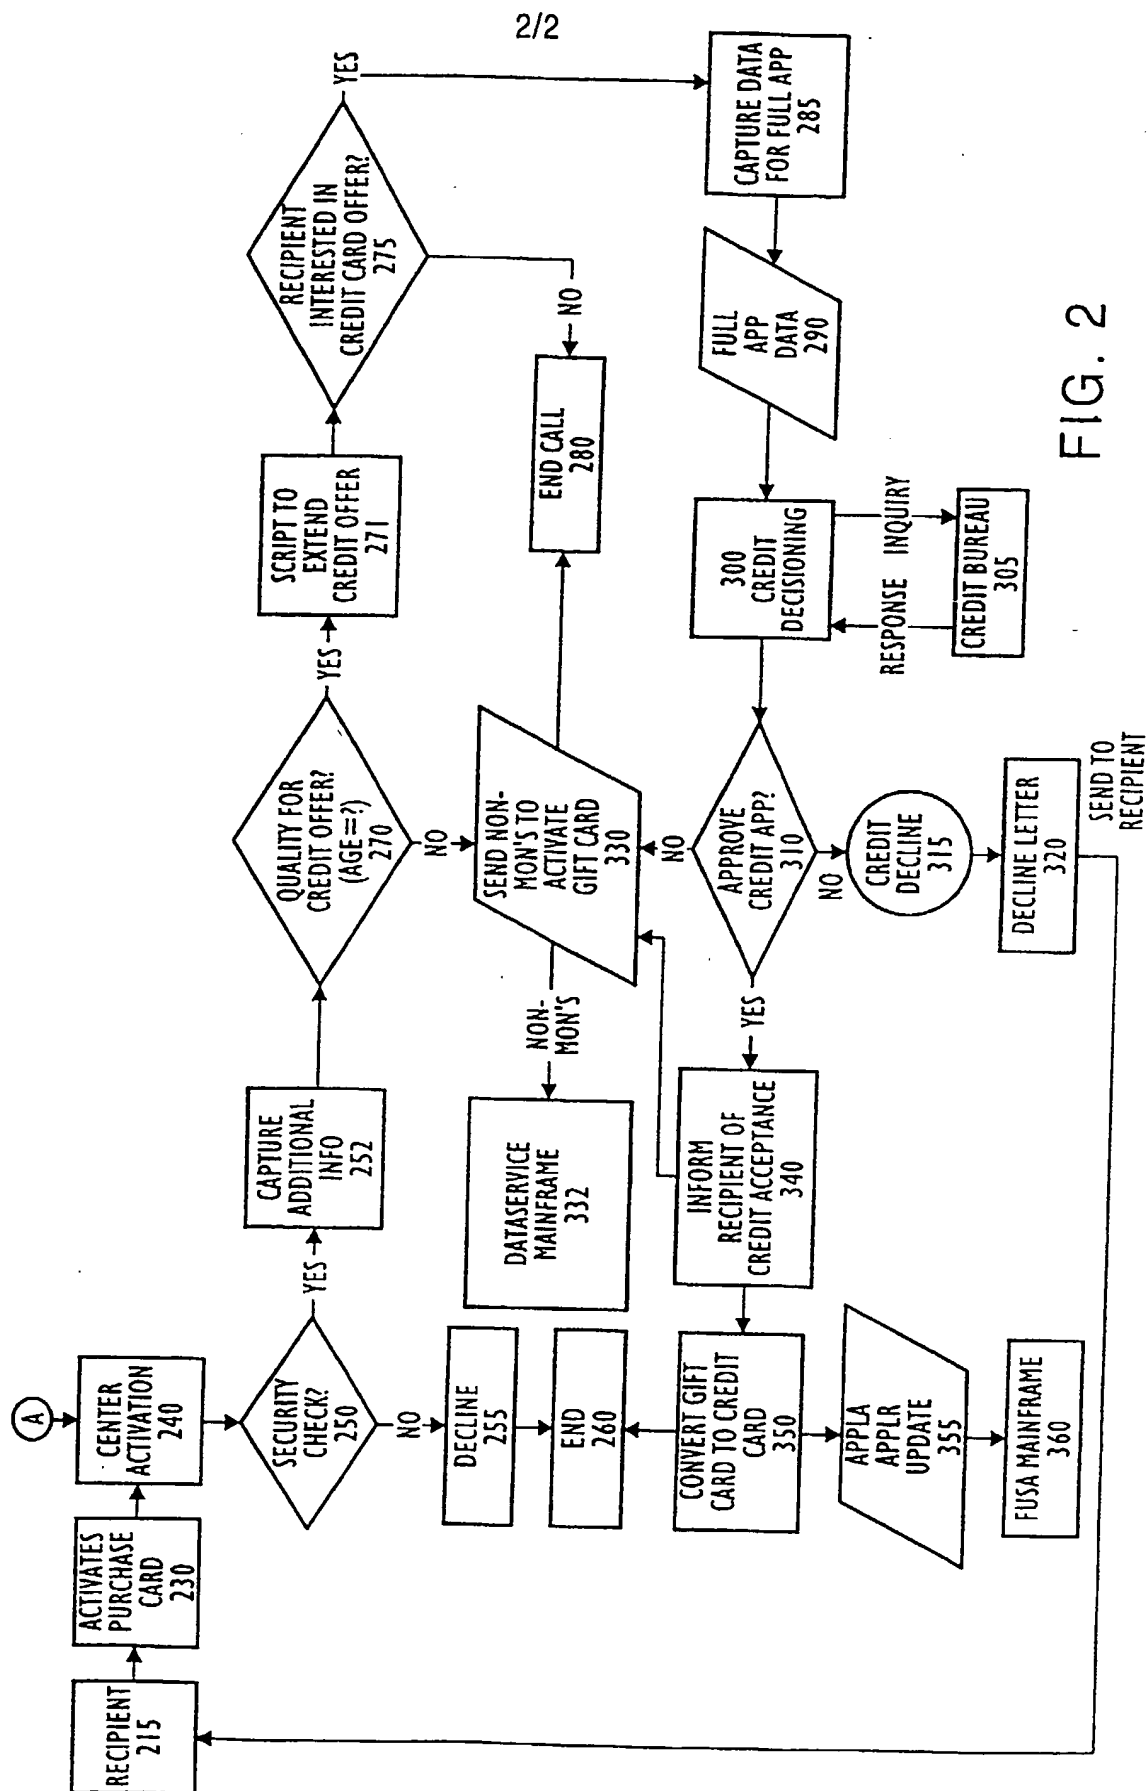 2/2
RECIPIENT
215
ACTIVATES
PURCHASE
CARD
230
A
CENTER
ACTIVATION
240
SECURITY
CHECK?
250
YES
NO
DECLINE
255
END
260
CAPTURE
ADDITIONAL
INFO
252
QUALITY FOR
CREDIT OFFER?
(AGE=?)
270
YES
NO
SCRIPT TO
EXTEND
CREDIT OFFER
271
RECIPIENT
INTERESTED IN
CREDIT CARD OFFER?
275
YES
NO
END CALL
280
CAPTURE DATA
FOR FULL APP
285
FULL
APP
DATA
290
300
CREDIT
DECISIONING
INQUIRY
RESPONSE
CREDIT BUREAU
305
APPROVE
CREDIT APP?
310
NO
NO
YES
CREDIT
DECLINE
315
DECLINE LETTER
320
SEND TO
RECIPIENT
SEND NON-
MON'S TO
ACTIVATE
GIFT CARD
330
NON-
MON'S
DATASERVICE
MAINFRAME
332
INFORM
RECIPIENT OF
CREDIT ACCEPTANCE
340
CONVERT GIFT
CARD TO CREDIT
CARD
350
APPLA
APPLR
UPDATE
355
FUSA MAINFRAME
360
FIG. 2